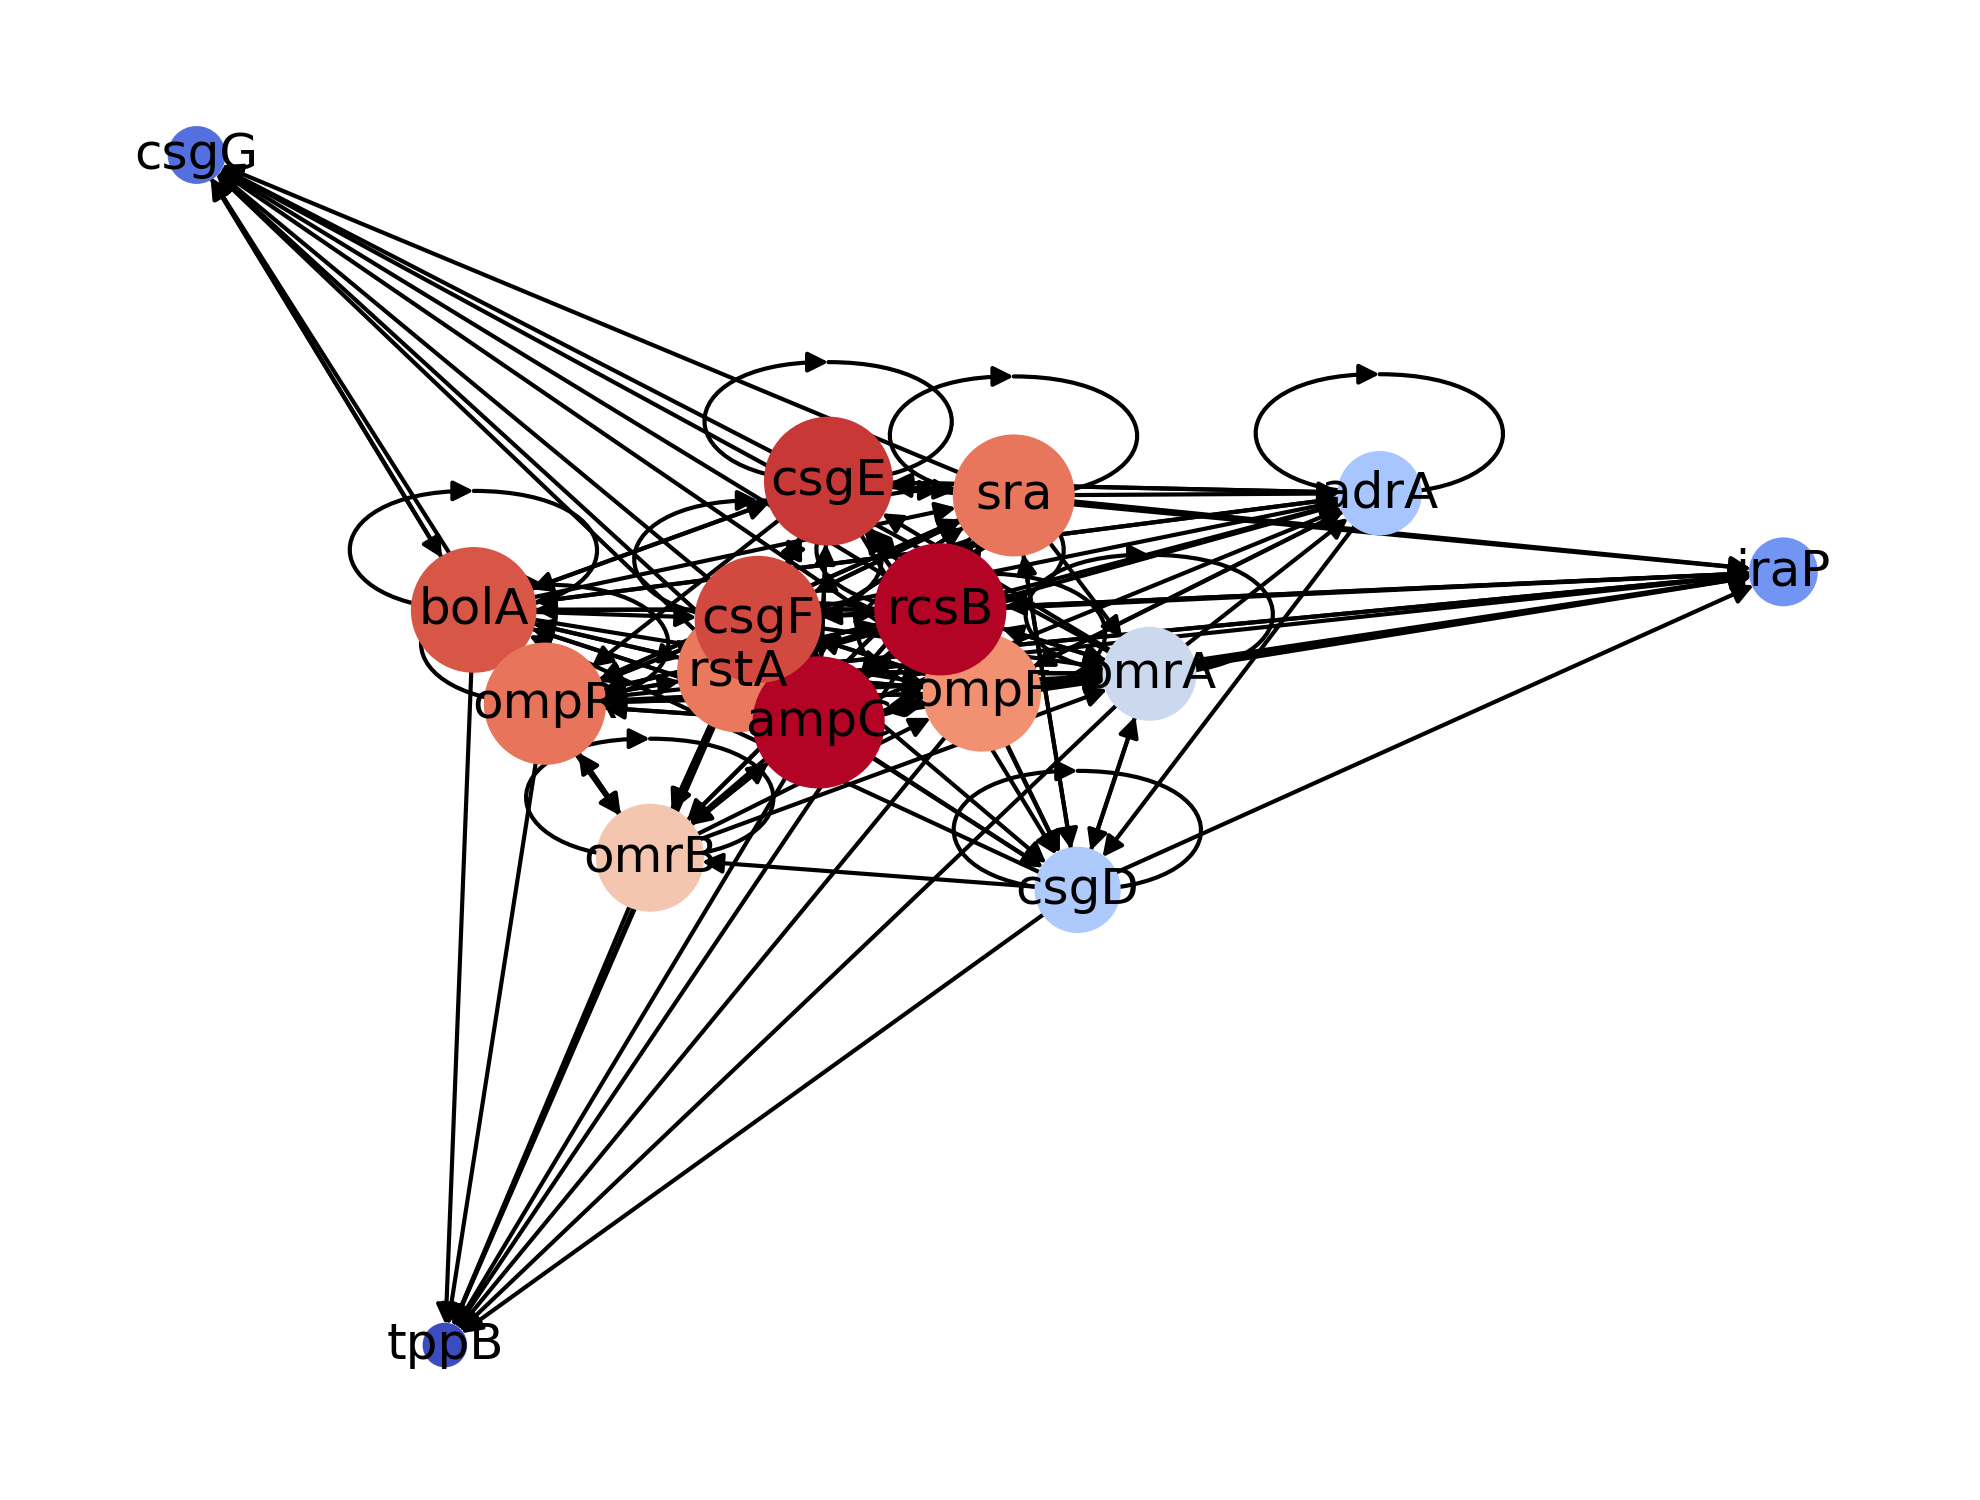 csgG
csgE
sra
adrA
iraP
bolA
csgF
rcsB
rstA
omrA
ompR
ompF
ampC
omrB
csgD
tppB